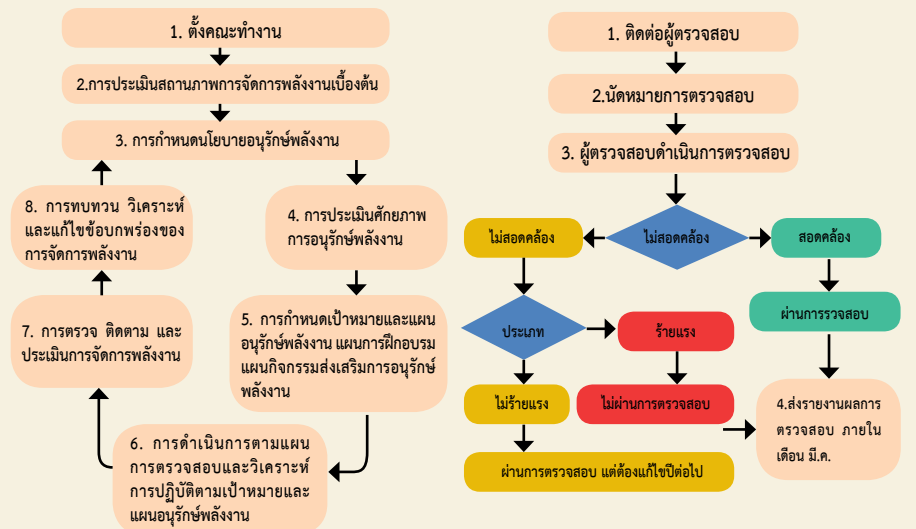 1. ตั้งคณะทำงาน
2.การประเมินสถานภาพการจัดการพลังงานเบื้องต้น
3. การกำหนดนโยบายอนุรักษ์พลังงาน
4. การประเมินศักยภาพ
การอนุรักษ์พลังงาน
5. การกำหนดเป้าหมายและแผน
อนุรักษ์พลังงาน แผนการฝึกอบรม
แผนกิจกรรมส่งเสริมการอนุรักษ์
พลังงาน
6. การดำเนินการตามแผน
การตรวจสอบและวิเคราะห์
การปฏิบัติตามเป้าหมายและ
แผนอนุรักษ์พลังงาน
7. การตรวจ ติดตาม และ
ประเมินการจัดการพลังงาน
8. การทบทวน วิเคราะห์
และแก้ไขข้อบกพร่องของ
การจัดการพลังงาน
1. ติดต่อผู้ตรวจสอบ
2.นัดหมายการตรวจสอบ
3. ผู้ตรวจสอบดำเนินการตรวจสอบ
ไม่สอดคล้อง
ไม่สอดคล้อง
สอดคล้อง
ประเภท
ร้ายแรง
ผ่านการรวจสอบ
ไม่ร้ายแรง
ไม่ผ่านการตรวจสอบ
4.ส่งรายงานผลการ
ตรวจสอบ ภายใน
เดือน มี.ค.
ผ่านการตรวจสอบ แต่ต้องแก้ไขปีต่อไป